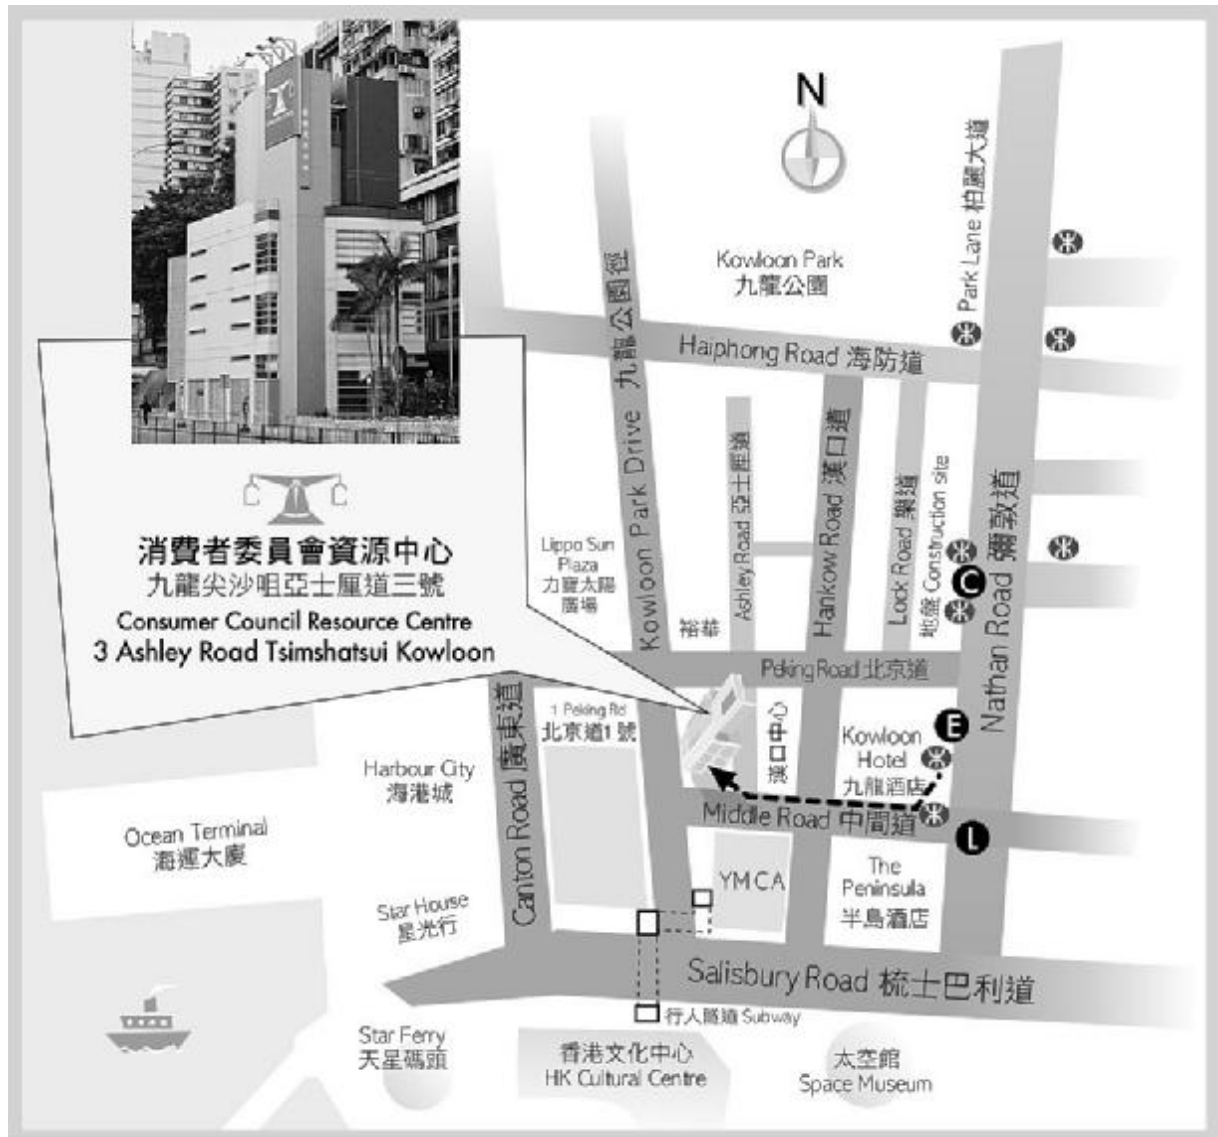 N
Kowloon Park
九龍公園
Park Lane 柏麗大道
Haiphong Road 海防道
Kowloon Park Drive 九龍公園徑
Ashley Road 亞士厘道
Hankow Road 漢口道
Lock Road 樂道
地盤 Construction site
Nathan Road 彌敦道
消費者委員會資源中心
九龍尖沙咀亞士厘道三號
Consumer Council Resource Centre
3 Ashley Road Tsimshatsui Kowloon
Lippo Sun
Plaza
力寶太陽
廣場
裕華
C
Peking Road 北京道
1 Peking Rd
北京道1號
漢口中心
E
Kowloon
Hotel
九龍酒店
Canton Road 廣東道
Harbour City
海港城
Middle Road 中間道
L
Ocean Terminal
海運大廈
YMCA
The
Peninsula
半島酒店
Star House
星光行
Salisbury Road 梳士巴利道
行人隧道 Subway
Star Ferry
天星碼頭
香港文化中心
HK Cultural Centre
太空館
Space Museum